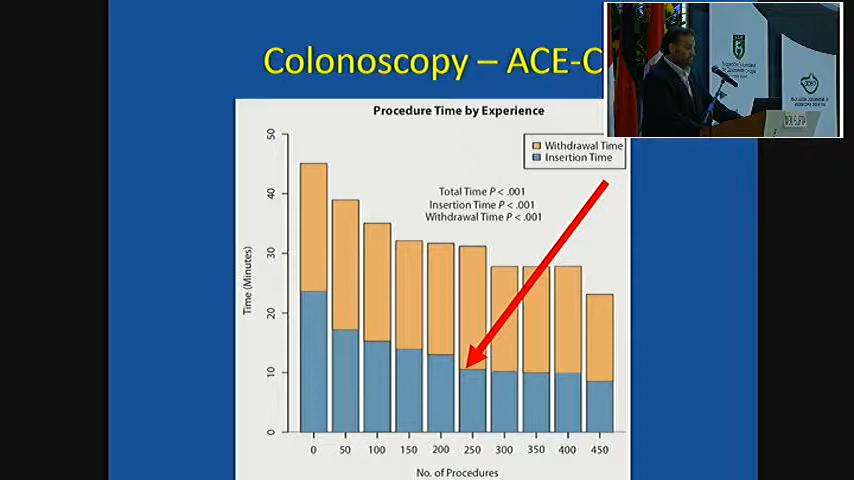 Colonoscopy – ACE-C
Procedure Time by Experience
Withdrawal Time
Insertion Time
Total Time P < .001
Insertion Time P < .001
Withdrawal Time P < .001
Time (Minutes)
50
40
30
20
10
0
0 50 100 150 200 250 300 350 400 450
No. of Procedures